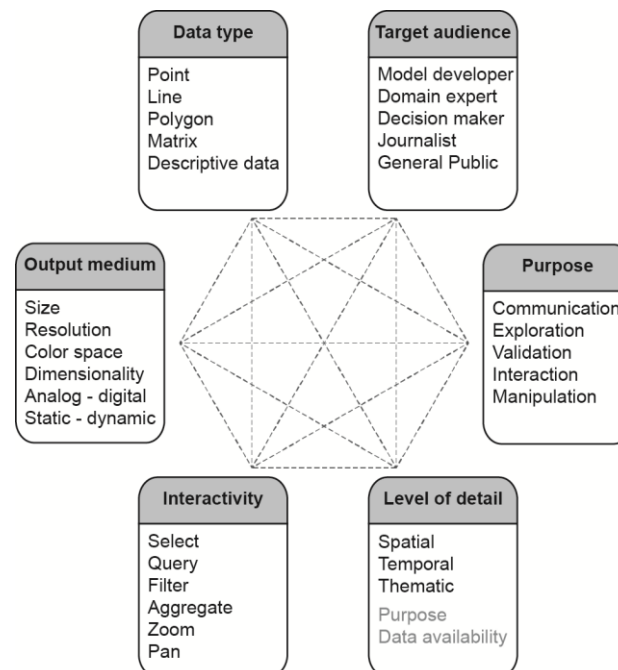 Data type
Point
Line
Polygon
Matrix
Descriptive data
Target audience
Model developer
Domain expert
Decision maker
Journalist
General Public
Output medium
Size
Resolution
Color space
Dimensionality
Analog - digital
Static - dynamic
Purpose
Communication
Exploration
Validation
Interaction
Manipulation
Interactivity
Select
Query
Filter
Aggregate
Zoom
Pan
Level of detail
Spatial
Temporal
Thematic
Purpose
Data availability